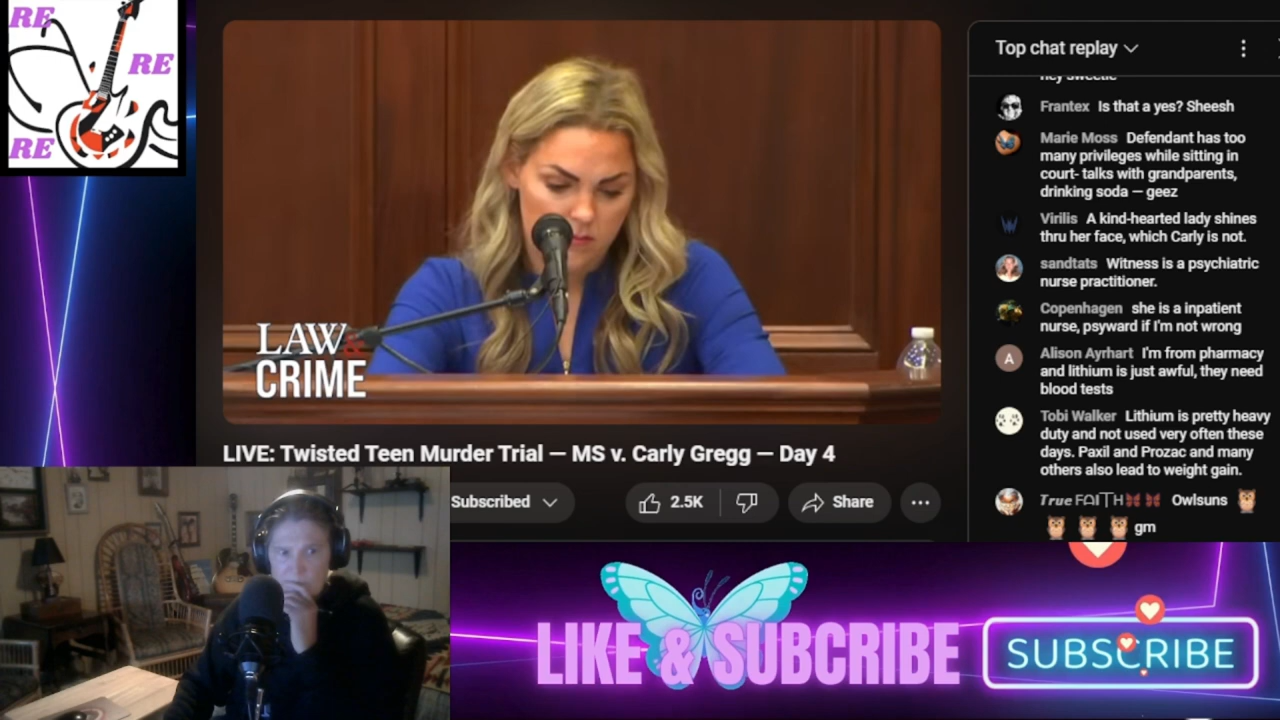 RE
RE
RE
LAW &
CRIME
LIVE: Twisted Teen Murder Trial — MS v. Carly Gregg — Day 4
Subscribed
2.5K
Share
Top chat replay
hey sweetie
Frantex Is that a yes? Sheesh
Marie Moss Defendant has too
many privileges while sitting in
court- talks with grandparents,
drinking soda — geez
Virilis A kind-hearted lady shines
thru her face, which Carly is not.
sandtats Witness is a psychiatric
nurse practitioner.
Copenhagen she is a inpatient
nurse, psyward if I'm not wrong
A
Alison Ayrhart I'm from pharmacy
and lithium is just awful, they need
blood tests
Tobi Walker Lithium is pretty heavy
duty and not used very often these
days. Paxil and Prozac and many
others also lead to weight gain.
True FAITH Owlsuns
gm
LIKE & SUBCRIBE
SUBSCRIBE